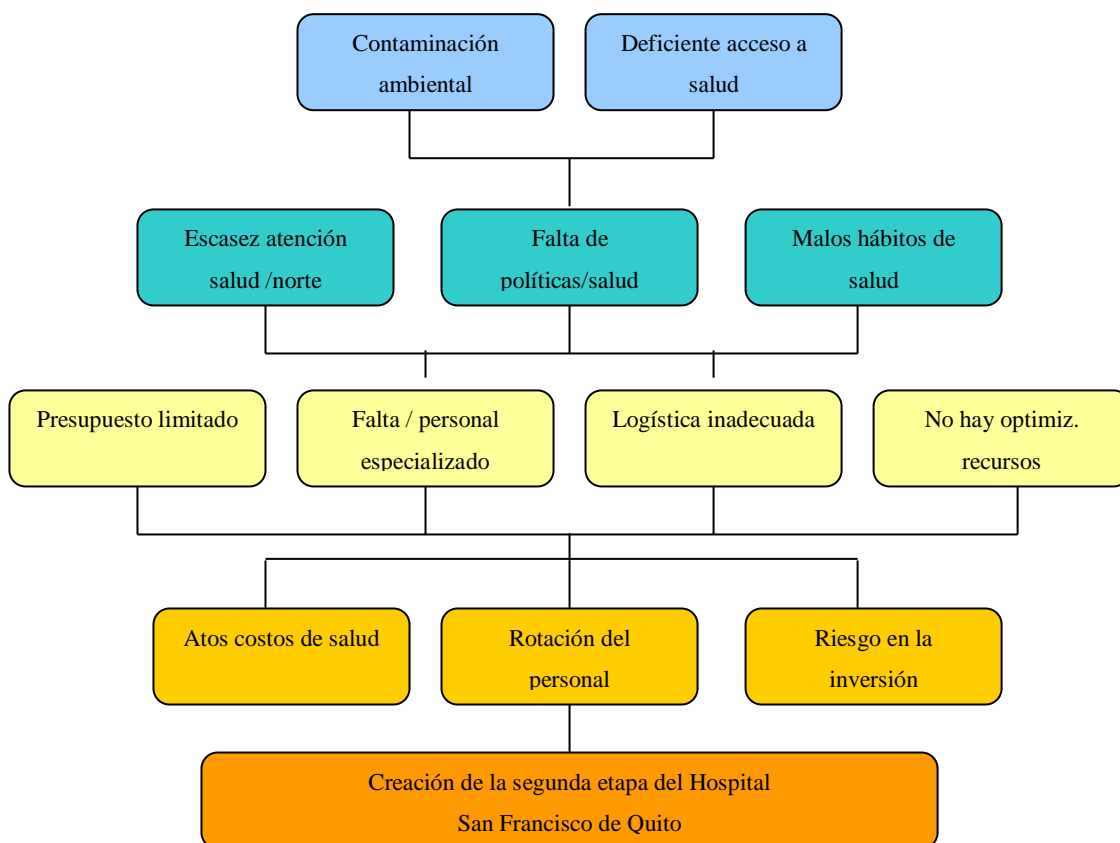 Contaminación
ambiental
Deficiente acceso a
salud
Escasez atención
salud /norte
Falta de
políticas/salud
Malos hábitos de
salud
Presupuesto limitado
Falta / personal
especializado
Logística inadecuada
No hay optimiz.
recursos
Atos costos de salud
Rotación del
personal
Riesgo en la
inversión
Creación de la segunda etapa del Hospital
San Francisco de Quito